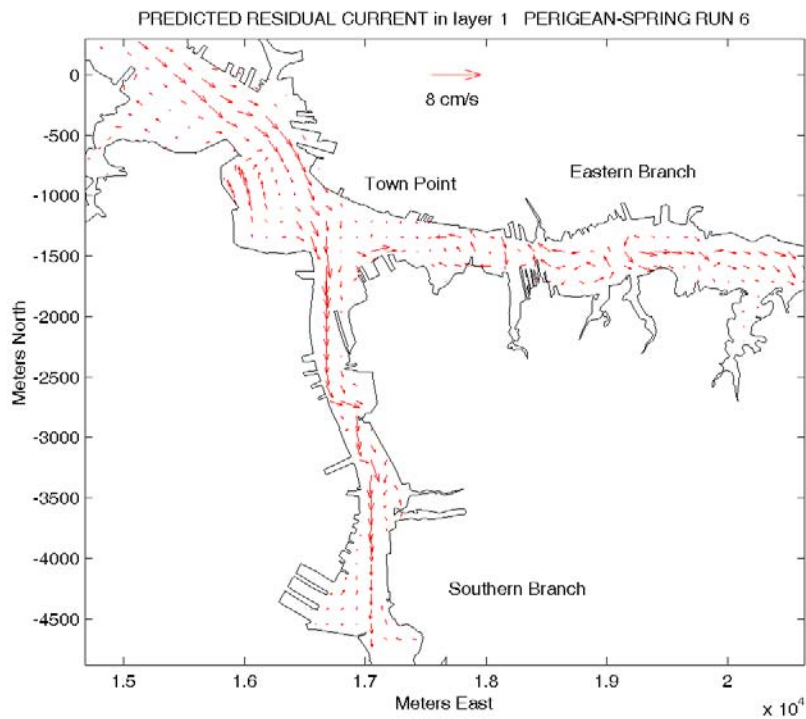 PREDICTED RESIDUAL CURRENT in layer 1 PERIGEAN-SPRING RUN 6
0
8 cm/s
-500
Town Point
Eastern Branch
-1000
-1500
-2000
Meters North
-2500
-3000
-3500
-4000
Southern Branch
-4500
1.5 1.6 1.7 1.8 1.9 2
Meters East
x 10⁴